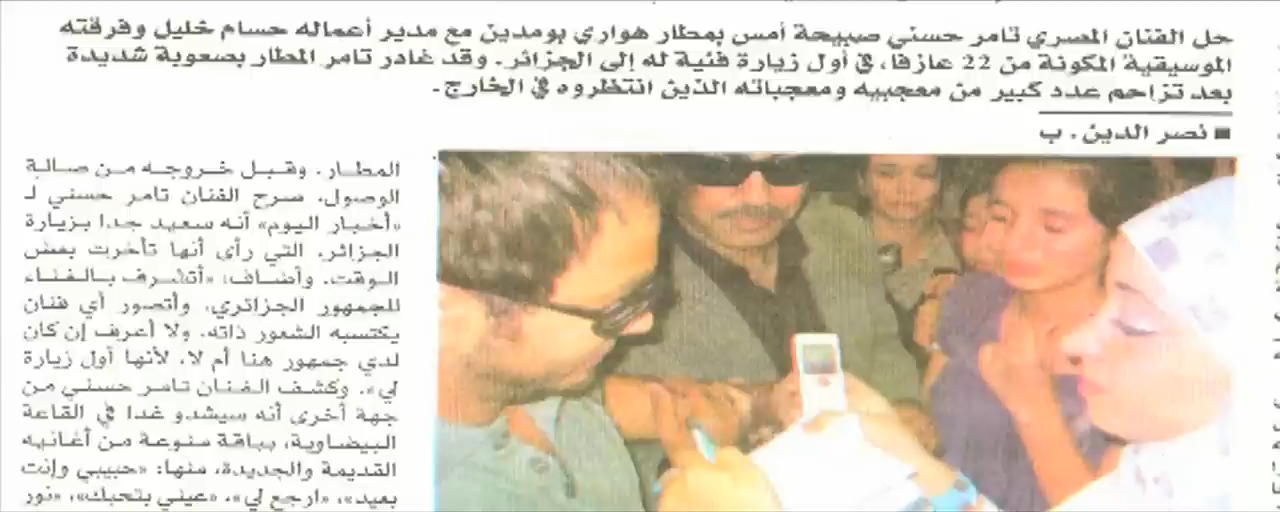 حل الفنان المصري تامر حسني صبيحة أمس بمطار هواري بومدين مع مدير أعماله حسام خليل وفرقته
الموسيقية المكونة من 22 عازفا، في أول زيارة فنية له إلى الجزائر. وقد غادر تامر المطار بصعوبة شديدة
بعد تزاحم عدد كبير من معجبيه ومعجباته الذين انتظروه في الخارج.
■ نصر الدين. ب
المطار. وقبل خروجه من صالة
الوصول، صرح الفنان تامر حسني لـ
«أخبار اليوم» أنه سعيد جدا بزيارة
الجزائر، التي رأى أنها تأخرت بعض
الوقت. وأضاف: «أتشرف بالغناء
للجمهور الجزائري، وأتصور أي فنان
يكتسبه الشعور ذاته. ولا أعرف إن كان
لدي جمهور هنا أم لا، لأنها أول زيارة
لي». وكشف الفنان تامر حسني من
جهة أخرى أنه سيشدو غدا في القاعة
البيضاوية، بباقة منوعة من أغانيه
القديمة والجديدة، منها: «حبيبي وإنت
بعيد»، «ارجع لي»، «عيني بتحبك»، «نور